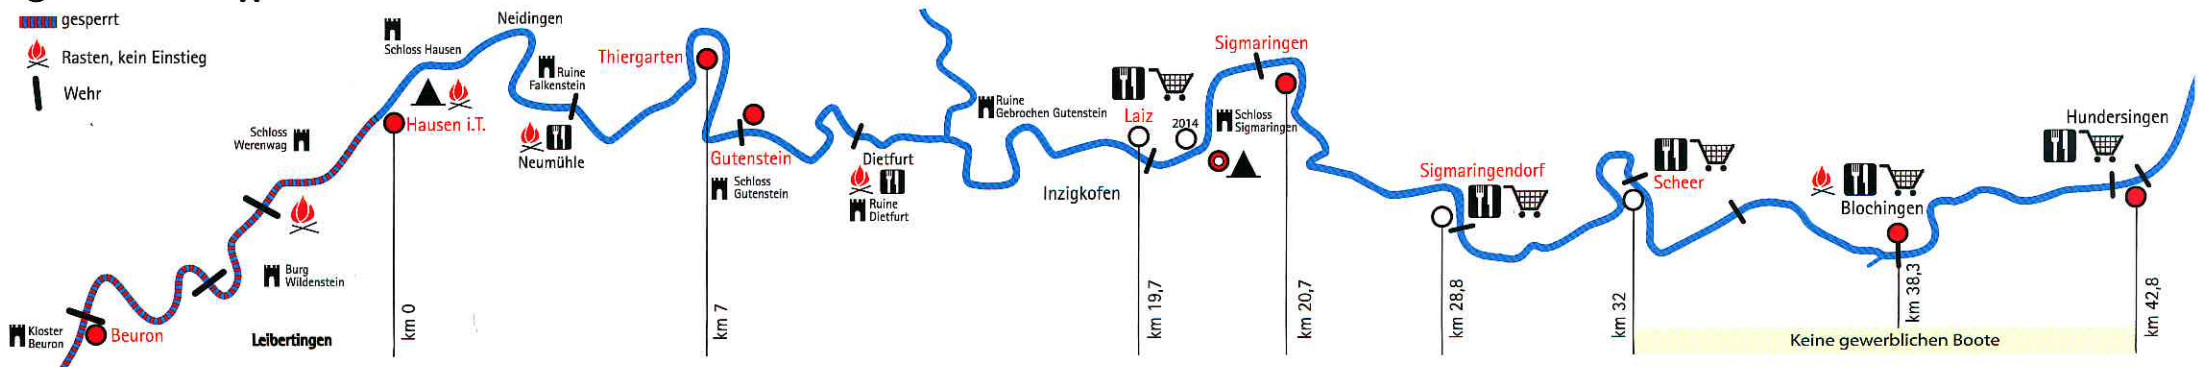 gesperrt
Rasten, kein Einstieg
Wehr
Kloster
Beuron
Beuron
Leibertingen
Burg
Wildenstein
Schloss
Werenwag
Schloss Hausen
Hausen i.T.
km 0
Neidingen
Ruine
Falkenstein
Neumühle
Thiergarten
km 7
Gutenstein
Schloss
Gutenstein
Dietfurt
Ruine
Dietfurt
Ruine
Gebrochen Gutenstein
Inzigkofen
Laiz
km 19,7
2014
Sigmaringen
Schloss
Sigmaringen
km 20,7
Sigmaringendorf
km 28,8
Scheer
km 32
Blochingen
km 38,3
Keine gewerblichen Boote
Hundersingen
km 42,8